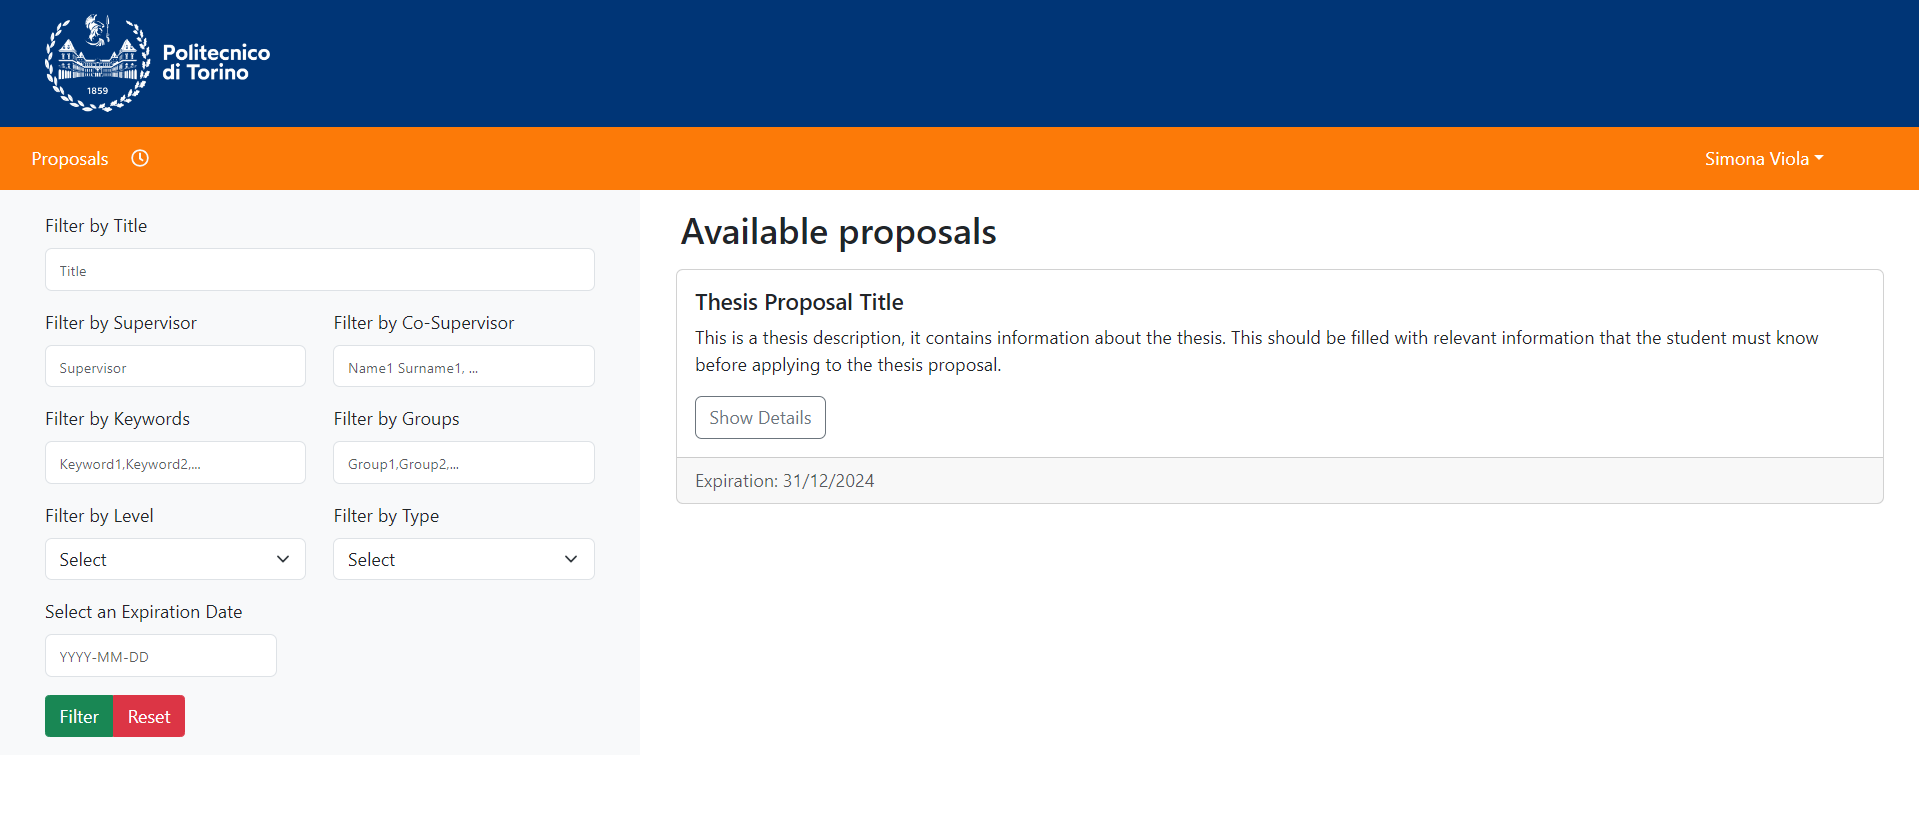 1859
Politecnico
di Torino
Proposals
Simona Viola
Filter by Title
Title
Filter by Supervisor
Filter by Co-Supervisor
Supervisor
Name1 Surname1, ...
Filter by Keywords
Filter by Groups
Keyword1,Keyword2,...
Group1,Group2,...
Filter by Level
Filter by Type
Select
Select
Select an Expiration Date
YYYY-MM-DD
Filter
Reset
Available proposals
Thesis Proposal Title
This is a thesis description, it contains information about the thesis. This should be filled with relevant information that the student must know
before applying to the thesis proposal.
Show Details
Expiration: 31/12/2024